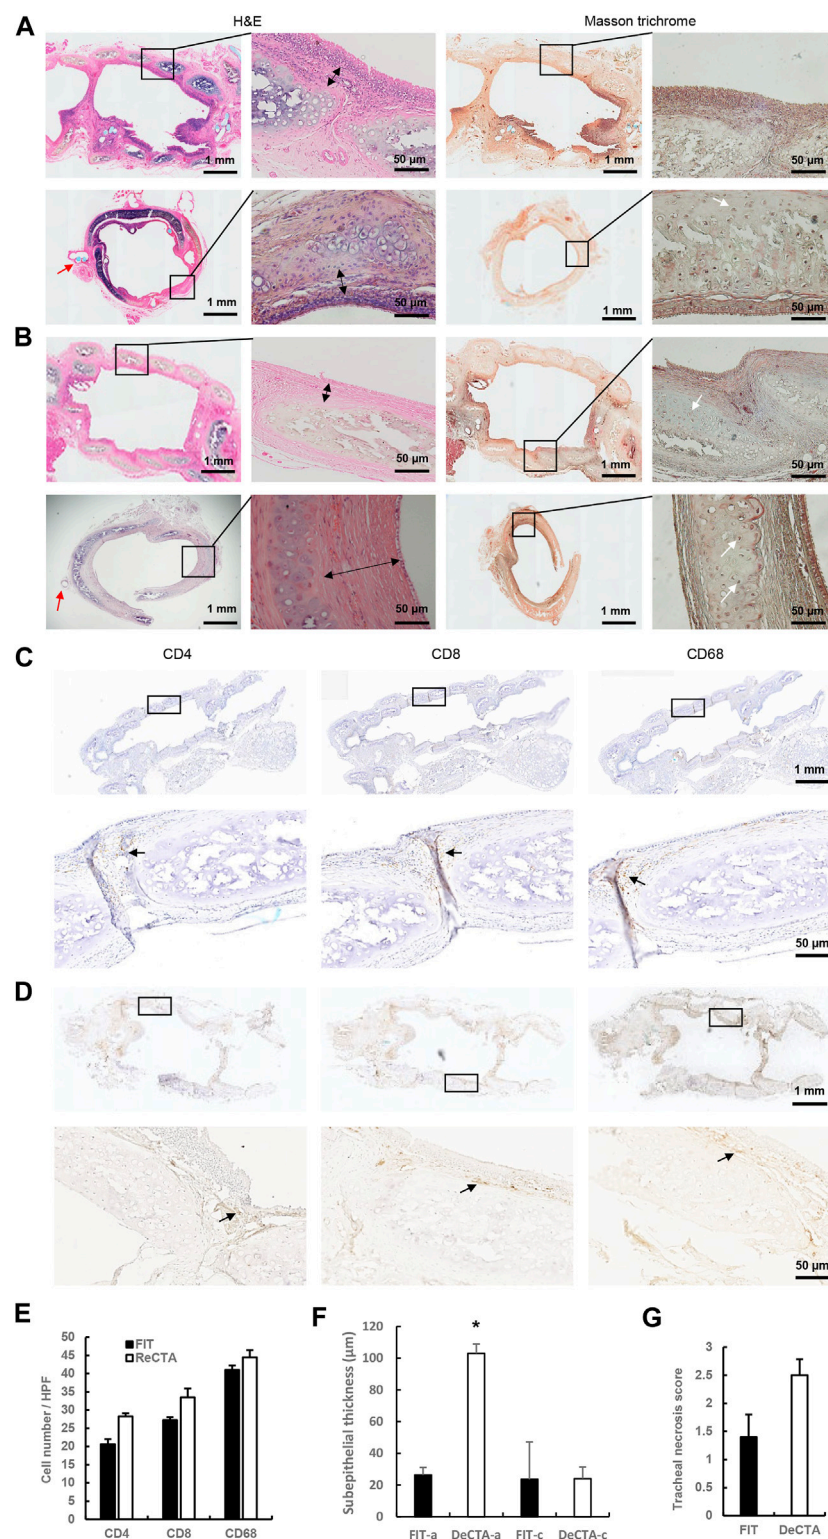 H&E
Masson trichrome
A
1 mm
50 µm
1 mm
50 µm
1 mm
50 µm
1 mm
50 µm
B
1 mm
50 µm
1 mm
50 µm
1 mm
50 µm
1 mm
50 µm
C
CD4
CD8
CD68
1 mm
50 µm
D
1 mm
50 µm
E
Cell number / HPF
50
45
40
35
30
25
20
15
10
5
0
FIT
ReCTA
CD4
CD8
CD68
F
Subepithelial thickness (µm)
120
100
80
60
40
20
0
*
FIT-a
DeCTA-a
FIT-c
DeCTA-c
G
Tracheal necrosis score
3
2.5
2
1.5
1
0.5
0
FIT
DeCTA